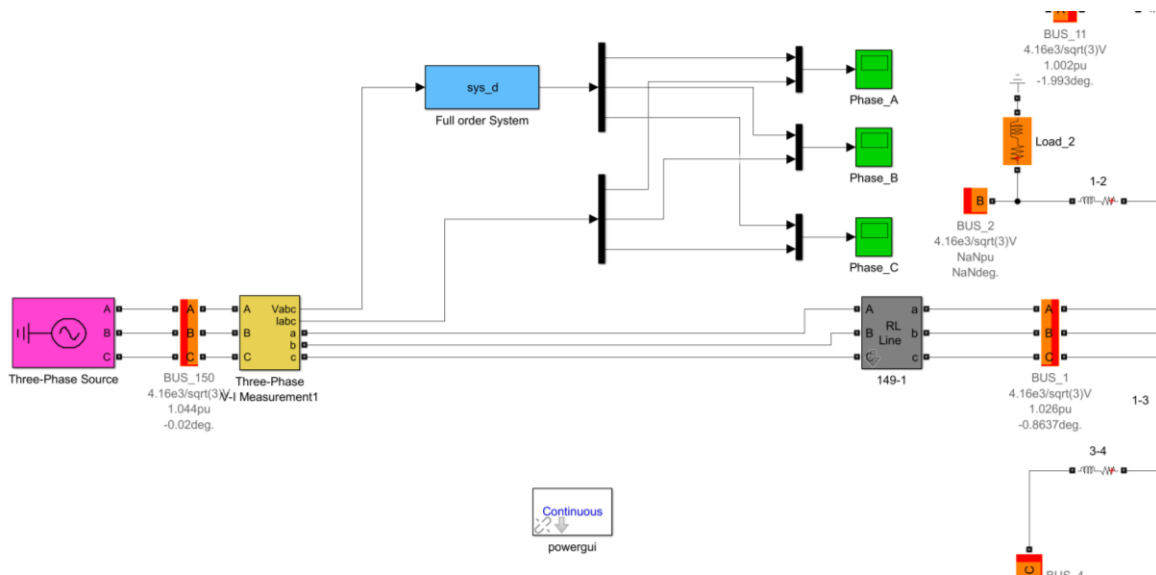 BUS_11
4.16e3/sqrt(3)V
1.002pu
-1.993deg.
sys_d
Full order System
Phase_A
Load_2
Phase_B
1-2
B
BUS_2
4.16e3/sqrt(3)V
NaNpu
NaNdeg.
Phase_C
A
B
C
Three-Phase Source
A
B
C
BUS_150
4.16e3/sqrt(3)V
1.044pu
-0.02deg.
A
B
C
Vabc
Iabc
a
b
c
Three-Phase
V-I Measurement1
A
B
C
RL
Line
a
b
c
149-1
A
B
C
BUS_1
4.16e3/sqrt(3)V
1.026pu
-0.8637deg.
1-3
3-4
Continuous
powergui
C